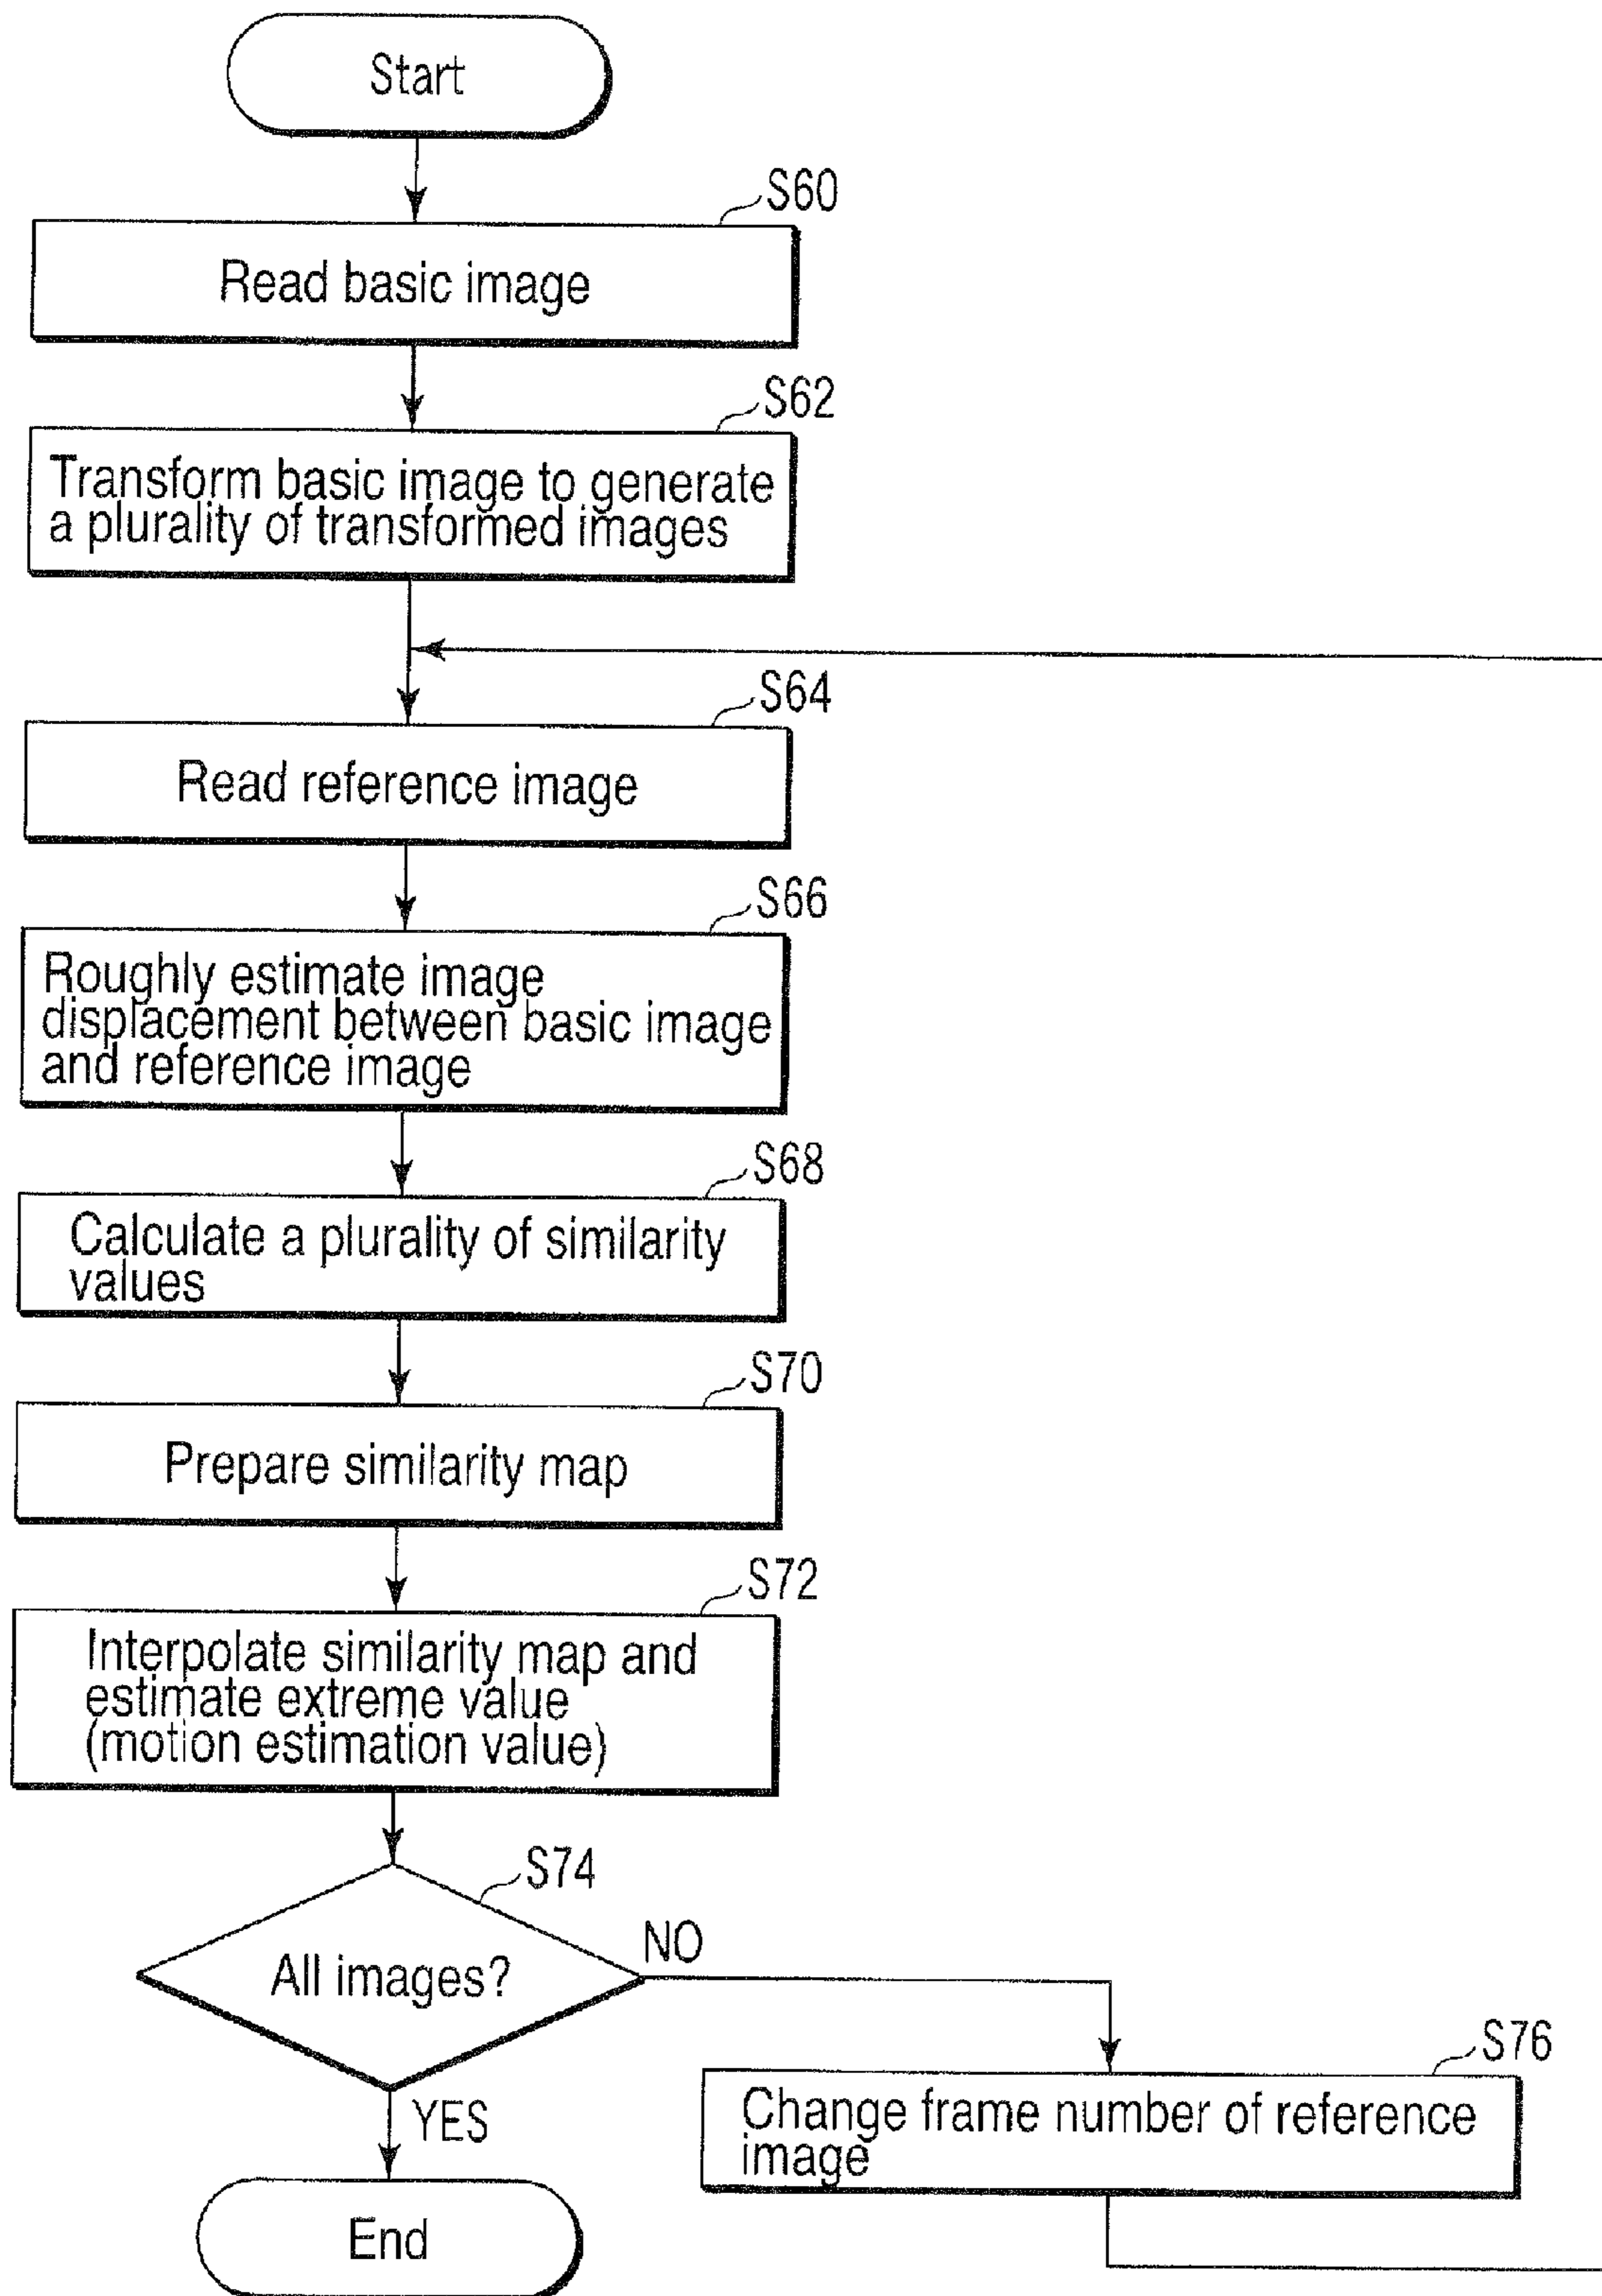 Start
S60
Read basic image
S62
Transform basic image to generate
a plurality of transformed images
S64
Read reference image
S66
Roughly estimate image
displacement between basic image
and reference image
S68
Calculate a plurality of similarity
values
S70
Prepare similarity map
S72
Interpolate similarity map and
estimate extreme value
(motion estimation value)
S74
All images?
NO
S76
Change frame number of reference
image
YES
End